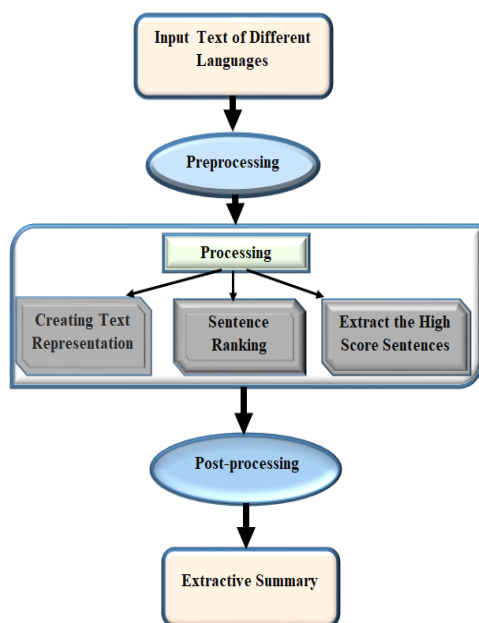 Input Text of Different
Languages
Preprocessing
Processing
Creating Text
Representation
Sentence
Ranking
Extract the High
Score Sentences
Post-processing
Extractive Summary